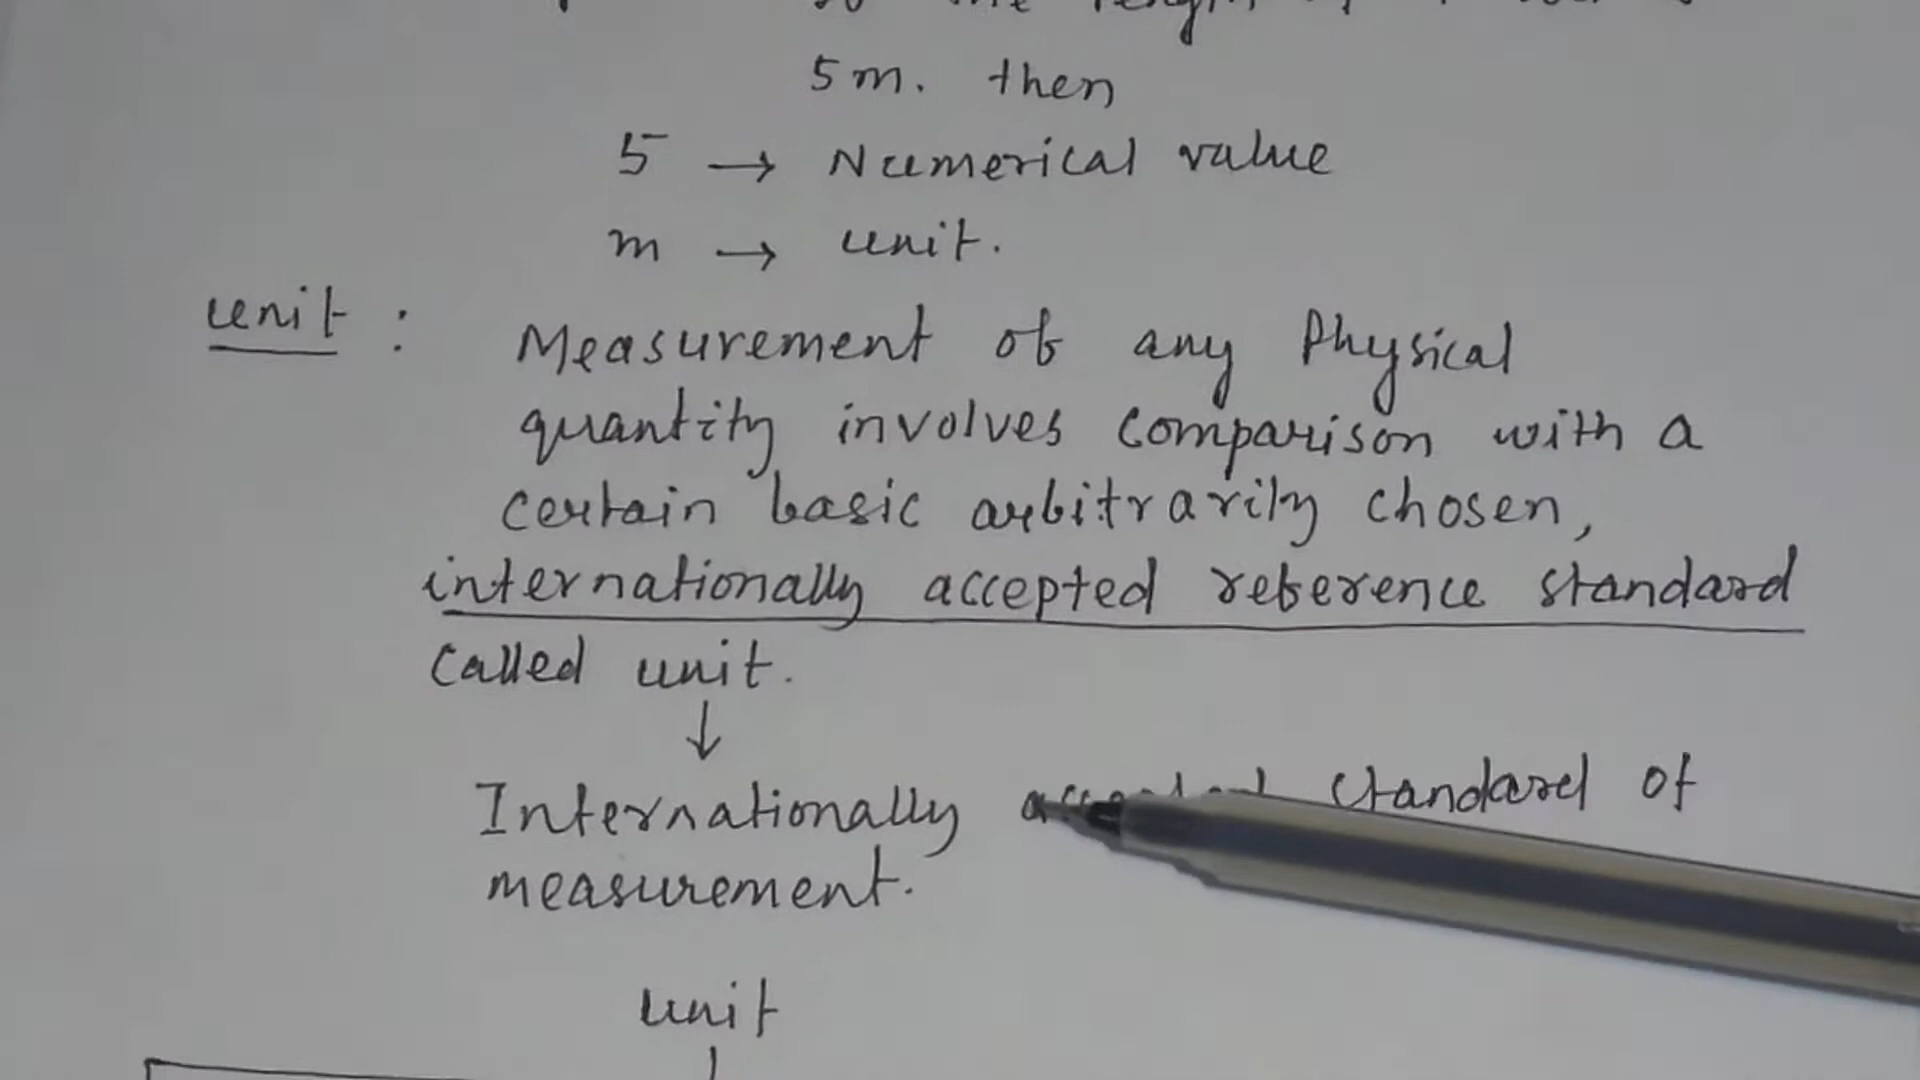 5m. then
5 → Numerical value
m → unit.
unit : Measurement of any Physical
quantity involves comparison with a
certain basic arbitrarily chosen,
internationally accepted reference standard
called unit.
↓
Internationally standard of
measurement.
unit